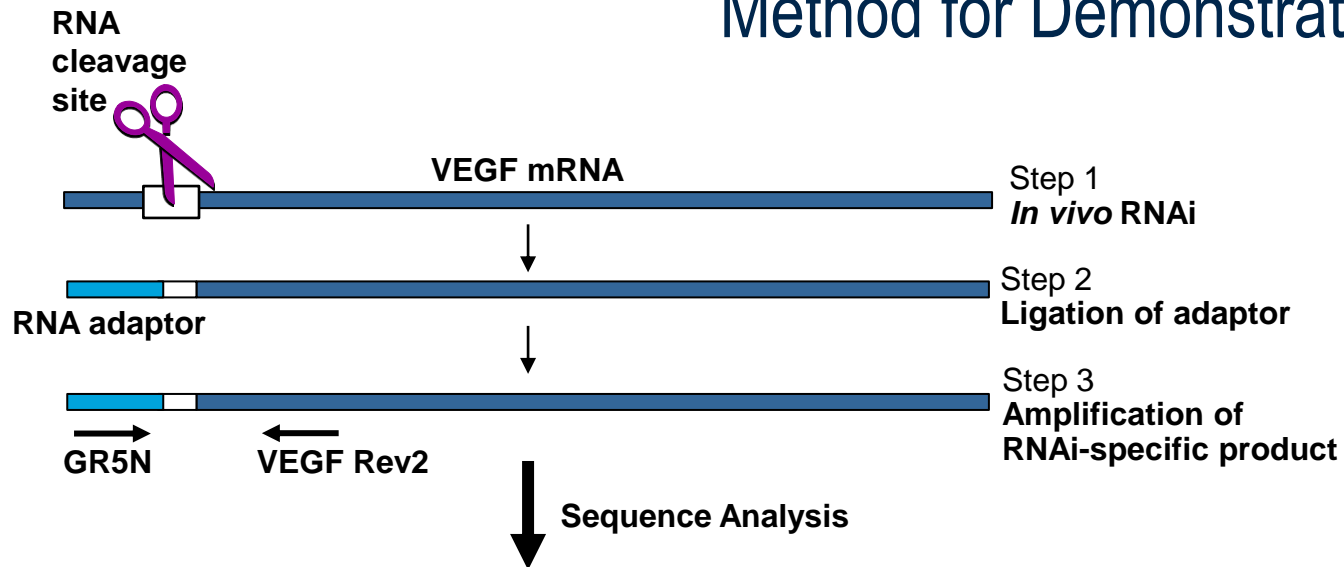 Method for Demonstrat
RNA
cleavage
site
VEGF mRNA
Step 1
In vivo RNAi
Step 2
Ligation of adaptor
RNA adaptor
Step 3
Amplification of
RNAi-specific product
GR5N
VEGF Rev2
Sequence Analysis